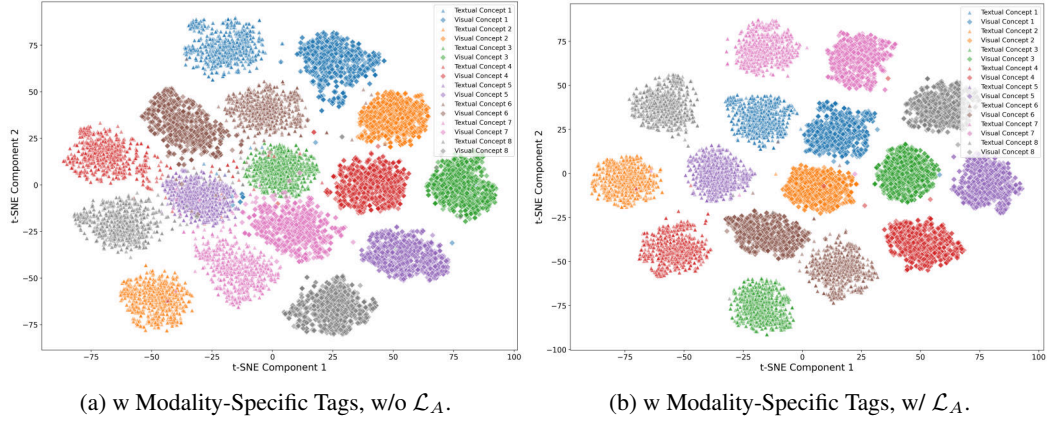 75
50
25
0
−25
−50
−75
t-SNE Component 2
−75
−50
−25
0
25
50
75
100
t-SNE Component 1
Textual Concept 1
Visual Concept 1
Textual Concept 2
Visual Concept 2
Textual Concept 3
Visual Concept 3
Textual Concept 4
Visual Concept 4
Textual Concept 5
Visual Concept 5
Textual Concept 6
Visual Concept 6
Textual Concept 7
Visual Concept 7
Textual Concept 8
Visual Concept 8
(a) w Modality-Specific Tags, w/o ℒ_A.
75
50
25
0
−25
−50
−75
−100
t-SNE Component 2
−75
−50
−25
0
25
50
75
100
t-SNE Component 1
Textual Concept 1
Visual Concept 1
Textual Concept 2
Visual Concept 2
Textual Concept 3
Visual Concept 3
Textual Concept 4
Visual Concept 4
Textual Concept 5
Visual Concept 5
Textual Concept 6
Visual Concept 6
Textual Concept 7
Visual Concept 7
Textual Concept 8
Visual Concept 8
(b) w Modality-Specific Tags, w/ ℒ_A.